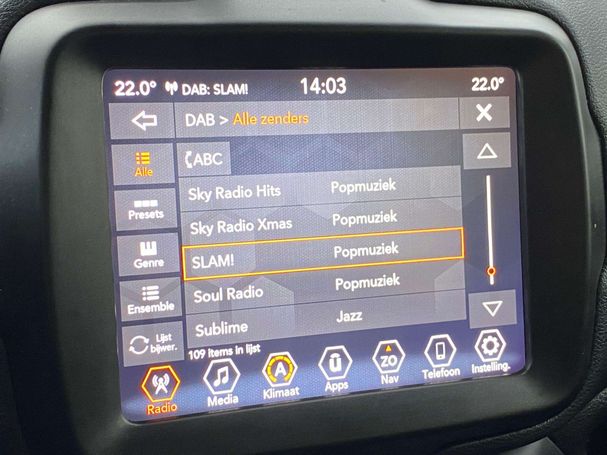 22.0° DAB: SLAM! 14:03 22.0°
DAB > Alle zenders
Alle
ABC
Sky Radio Hits Popmuziek
Presets
Sky Radio Xmas Popmuziek
Genre
SLAM! Popmuziek
Ensemble
Soul Radio Popmuziek
Sublime Jazz
Lijst
bijwer.
109 items in lijst
Radio Media Klimaat Apps Nav Telefoon Instelling.
A ū ZO